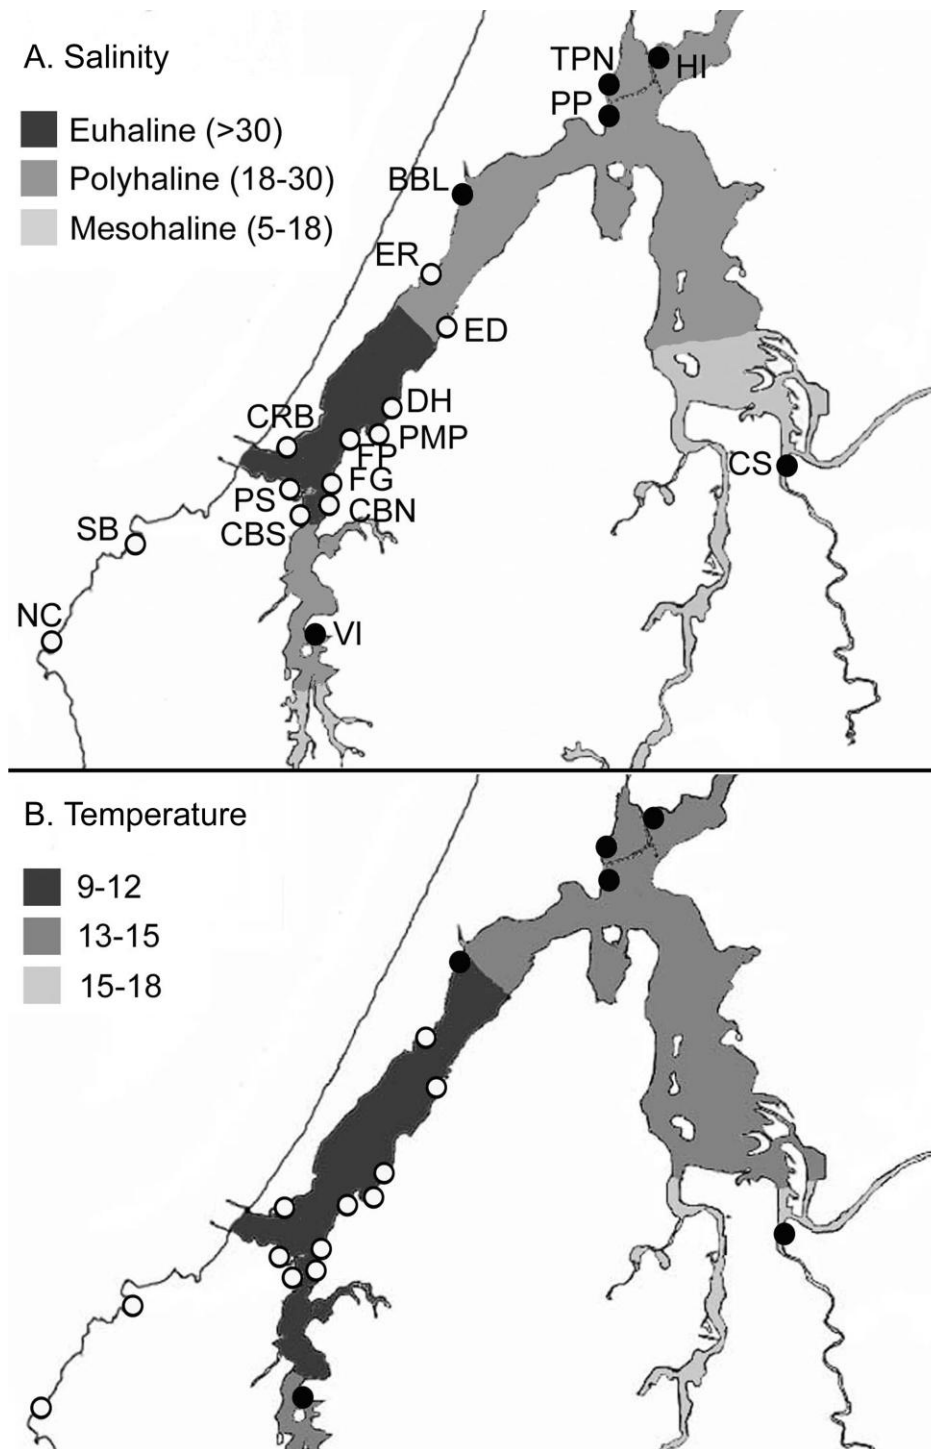 A. Salinity
Euhaline (>30)
Polyhaline (18-30)
Mesohaline (5-18)
TPN
HI
PP
BBL
ER
ED
DH
CRB
PMP
FP
FG
PS
CBN
CBS
CS
SB
NC
VI
B. Temperature
9-12
13-15
15-18